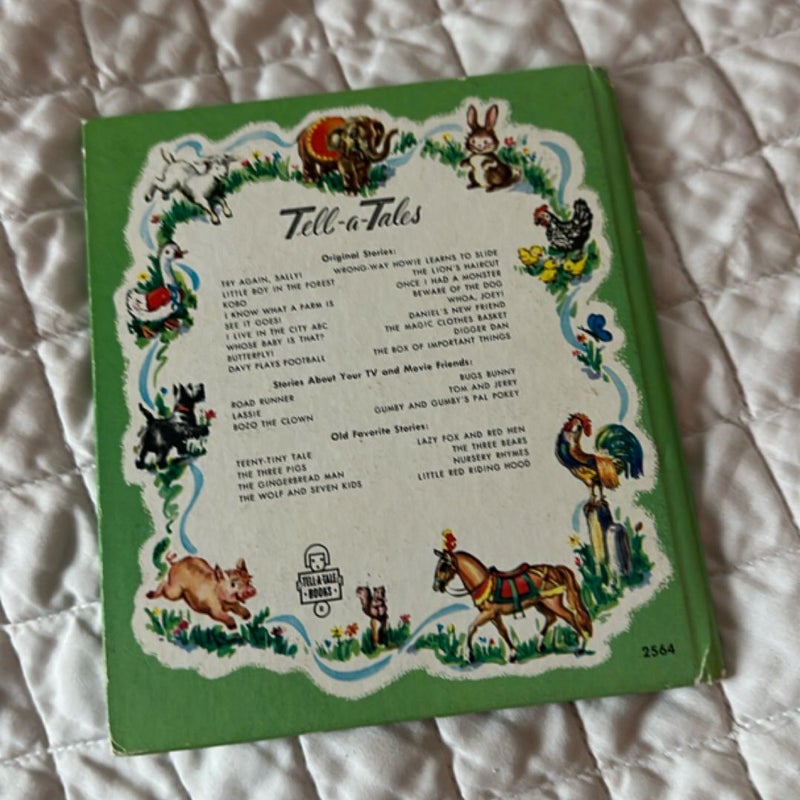 Tell-a-Tales
Original Stories:
TRY AGAIN, SALLY!
LITTLE BOY IN THE FOREST
KOBO
I KNOW WHAT A FARM IS
SEE IT GOES!
I LIVE IN THE CITY ABC
WHOSE BABY IS THAT?
BUTTERFLY!
DAVY PLAYS FOOTBALL
WRONG-WAY HOWIE LEARNS TO SLIDE
THE LION'S HAIRCUT
ONCE I HAD A MONSTER
BEWARE OF THE DOG
WHOA, JOEY!
DANIEL'S NEW FRIEND
THE MAGIC CLOTHES BASKET
DIGGER DAN
THE BOX OF IMPORTANT THINGS
Stories About Your TV and Movie Friends:
ROAD RUNNER
LASSIE
BOZO THE CLOWN
BUGS BUNNY
TOM AND JERRY
GUMBY AND GUMBY'S PAL POKEY
Old Favorite Stories:
TEENY-TINY TALE
THE THREE PIGS
THE GINGERBREAD MAN
THE WOLF AND SEVEN KIDS
LAZY FOX AND RED HEN
THE THREE BEARS
NURSERY RHYMES
LITTLE RED RIDING HOOD
TELL-A-TALE
BOOKS
2564